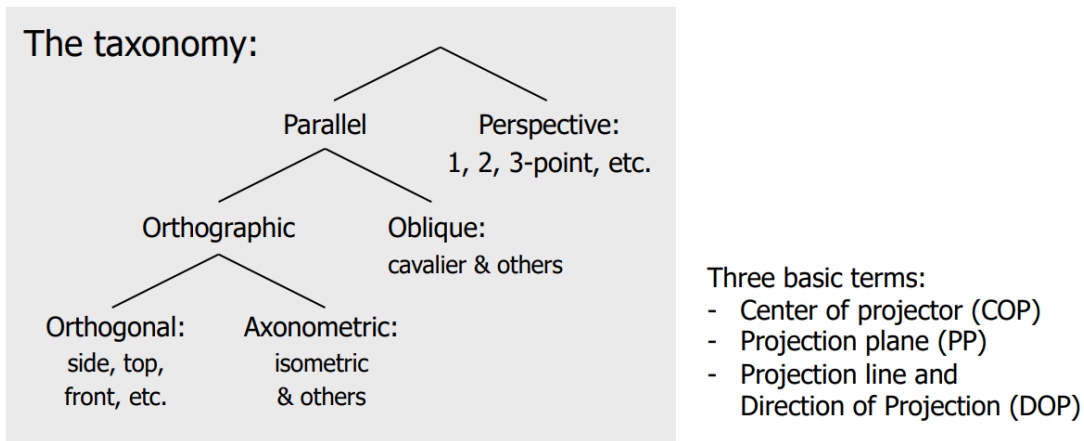 The taxonomy:
Parallel
Perspective:
1, 2, 3-point, etc.
Orthographic
Oblique:
cavalier & others
Orthogonal:
side, top,
front, etc.
Axonometric:
isometric
& others
Three basic terms:
- Center of projector (COP)
- Projection plane (PP)
- Projection line and
Direction of Projection (DOP)